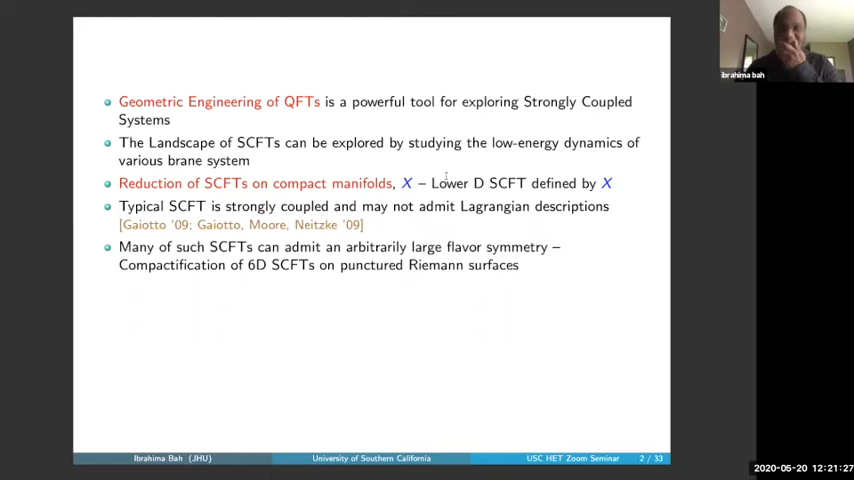 Geometric Engineering of QFTs is a powerful tool for exploring Strongly Coupled
Systems
The Landscape of SCFTs can be explored by studying the low-energy dynamics of
various brane system
Reduction of SCFTs on compact manifolds, X – Lower D SCFT defined by X
Typical SCFT is strongly coupled and may not admit Lagrangian descriptions
[Gaiotto '09; Gaiotto, Moore, Neitzke '09]
Many of such SCFTs can admit an arbitrarily large flavor symmetry –
Compactification of 6D SCFTs on punctured Riemann surfaces
Ibrahima Bah (JHU)
University of Southern California
USC HET Zoom Seminar
2 / 33
ibrahima bah
2020-05-20 12:21:27